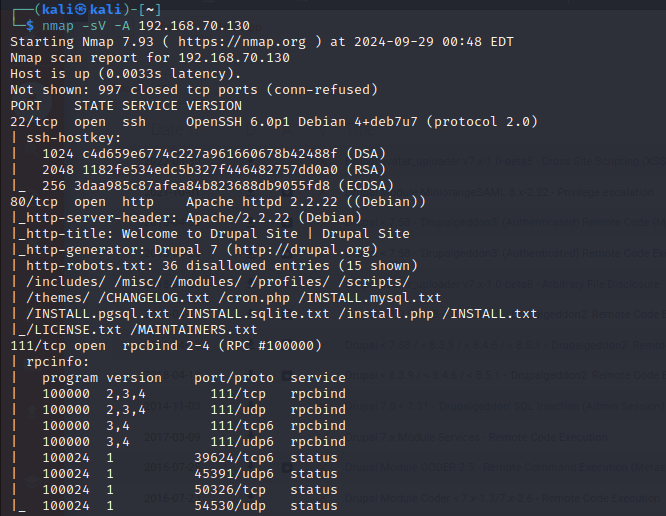 ┌──(kali㉿kali)-[~]
└─$ nmap -sV -A 192.168.70.130
Starting Nmap 7.93 ( https://nmap.org ) at 2024-09-29 00:48 EDT
Nmap scan report for 192.168.70.130
Host is up (0.0033s latency).
Not shown: 997 closed tcp ports (conn-refused)
PORT    STATE SERVICE VERSION
22/tcp  open  ssh     OpenSSH 6.0p1 Debian 4+deb7u7 (protocol 2.0)
| ssh-hostkey:
|   1024 c4d659e6774c227a961660678b42488f (DSA)
|   2048 1182fe534edc5b327f446482757dd0a0 (RSA)
|_  256 3daa985c87afea84b823688db9055fd8 (ECDSA)
80/tcp  open  http    Apache httpd 2.2.22 ((Debian))
|_http-server-header: Apache/2.2.22 (Debian)
|_http-title: Welcome to Drupal Site | Drupal Site
|_http-generator: Drupal 7 (http://drupal.org)
| http-robots.txt: 36 disallowed entries (15 shown)
| /includes/ /misc/ /modules/ /profiles/ /scripts/
| /themes/ /CHANGELOG.txt /cron.php /INSTALL.mysql.txt
| /INSTALL.pgsql.txt /INSTALL.sqlite.txt /install.php /INSTALL.txt
|_/LICENSE.txt /MAINTAINERS.txt
111/tcp open  rpcbind 2-4 (RPC #100000)
| rpcinfo:
|   program version    port/proto  service
|   100000  2,3,4        111/tcp   rpcbind
|   100000  2,3,4        111/udp   rpcbind
|   100000  3,4          111/tcp6  rpcbind
|   100000  3,4          111/udp6  rpcbind
|   100024  1          39624/tcp6  status
|   100024  1          45391/udp6  status
|   100024  1          50326/tcp   status
|_  100024  1          54530/udp   status